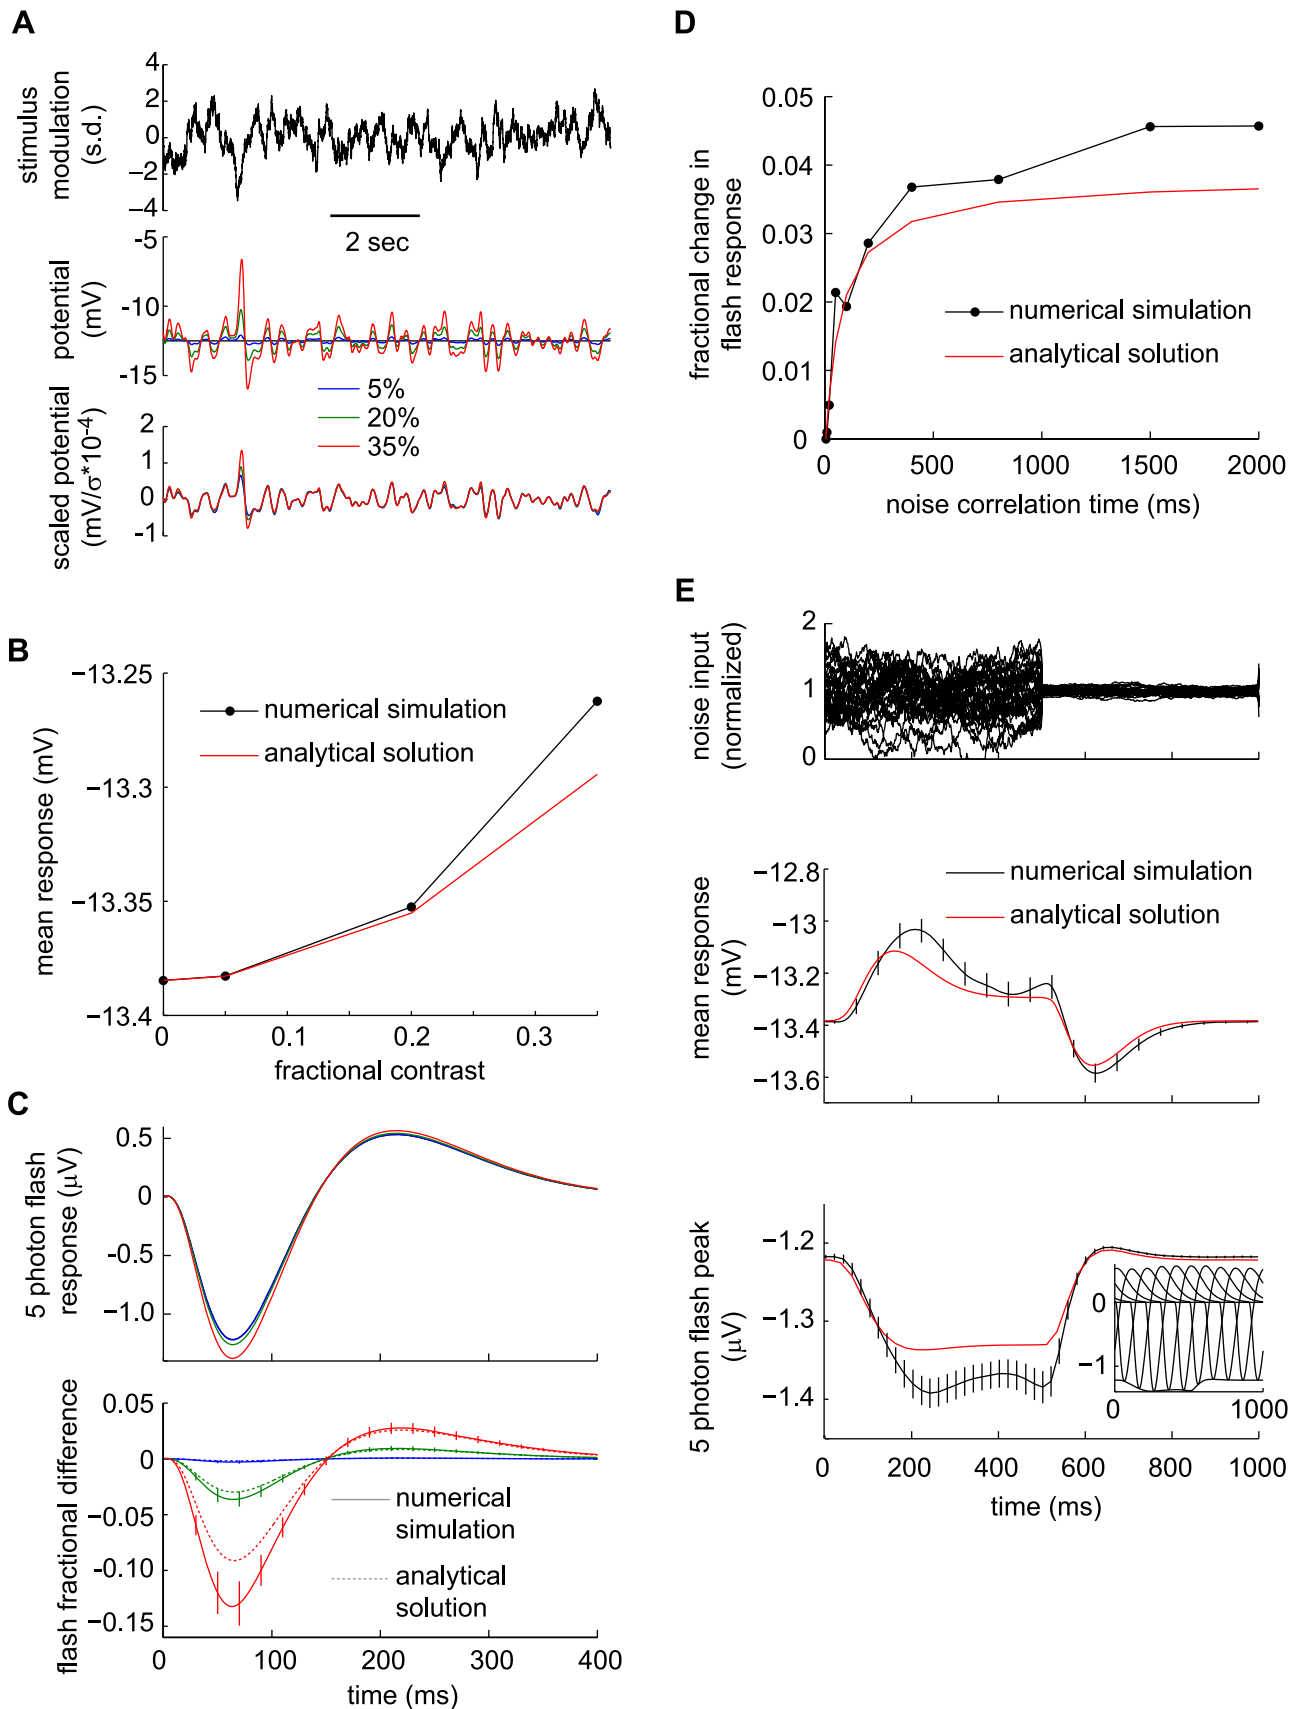 A
stimulus
modulation
(s.d.)
4
2
0
−2
−4
2 sec
potential
(mV)
-5
-10
-15
5%
20%
35%
scaled potential
(mV/σ*10⁻⁴)
2
1
0
-1
B
mean response (mV)
−13.25
−13.3
−13.35
−13.4
numerical simulation
analytical solution
0
0.1
0.2
0.3
fractional contrast
C
5 photon flash
response (μV)
0.5
0
−0.5
−1.0
flash fractional difference
0.05
0
−0.05
−0.10
−0.15
numerical
simulation
analytical
solution
0
100
200
300
400
time (ms)
D
fractional change in
flash response
0.05
0.04
0.03
0.02
0.01
0
numerical simulation
analytical solution
0
500
1000
1500
2000
noise correlation time (ms)
E
noise input
(normalized)
2
1
0
mean response
(mV)
−12.8
−13
−13.2
−13.4
−13.6
numerical simulation
analytical solution
5 photon flash peak
(μV)
−1.2
−1.3
−1.4
0
−1
0
1000
0
200
400
600
800
1000
time (ms)